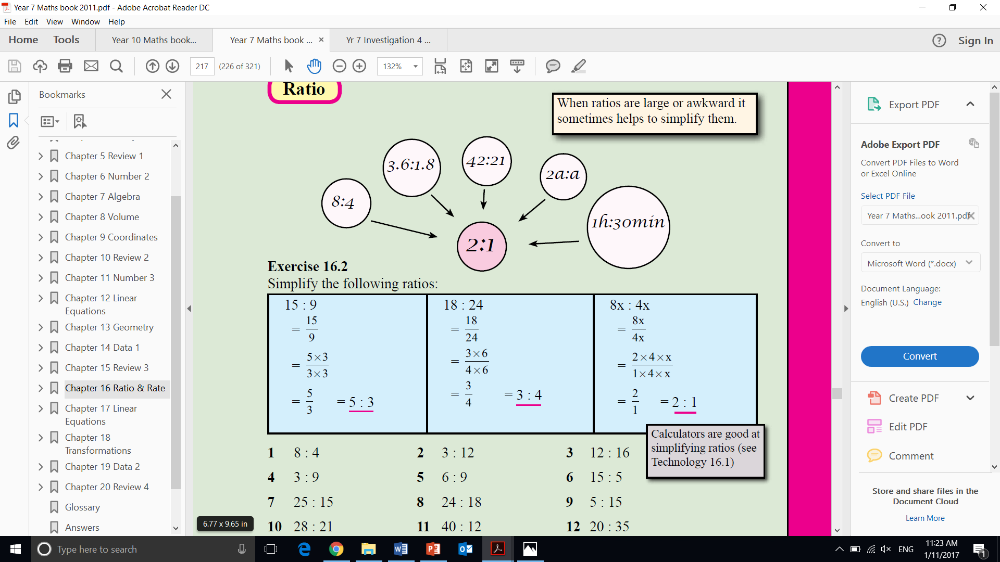 Year 7 Maths book 2011.pdf - Adobe Acrobat Reader DC
File Edit View Window Help
Home Tools Year 10 Maths book... Year 7 Maths book ... × Yr 7 Investigation 4 ... ? Sign In
217 (226 of 321) 132%
Bookmarks
Chapter 5 Review 1
Chapter 6 Number 2
Chapter 7 Algebra
Chapter 8 Volume
Chapter 9 Coordinates
Chapter 10 Review 2
Chapter 11 Number 3
Chapter 12 Linear
Equations
Chapter 13 Geometry
Chapter 14 Data 1
Chapter 15 Review 3
Chapter 16 Ratio & Rate
Chapter 17 Linear
Equations
Chapter 18
Transformations
Chapter 19 Data 2
Chapter 20 Review 4
Glossary
Answers
Ratio
When ratios are large or awkward it
sometimes helps to simplify them.
8:4
3.6:1.8
42:21
2a:a
1h:30min
2:1
Exercise 16.2
Simplify the following ratios:
15 : 9
= 15/9
= 5×3/3×3
= 5/3 = 5 : 3
18 : 24
= 18/24
= 3×6/4×6
= 3/4 = 3 : 4
8x : 4x
= 8x/4x
= 2×4×x/1×4×x
= 2/1 = 2 : 1
Calculators are good at
simplifying ratios (see
Technology 16.1)
1 8 : 4 2 3 : 12 3 12 : 16
4 3 : 9 5 6 : 9 6 15 : 5
7 25 : 15 8 24 : 18 9 5 : 15
10 28 : 21 11 40 : 12 12 20 : 35
6.77 x 9.65 in
Export PDF
Adobe Export PDF
Convert PDF Files to Word
or Excel Online
Select PDF File
Year 7 Maths...ook 2011.pdf
Convert to
Microsoft Word (*.docx)
Document Language:
English (U.S.) Change
Convert
Create PDF
Edit PDF
Comment
Store and share files in the
Document Cloud
Learn More
Type here to search
ENG
11:23 AM
1/11/2017
1